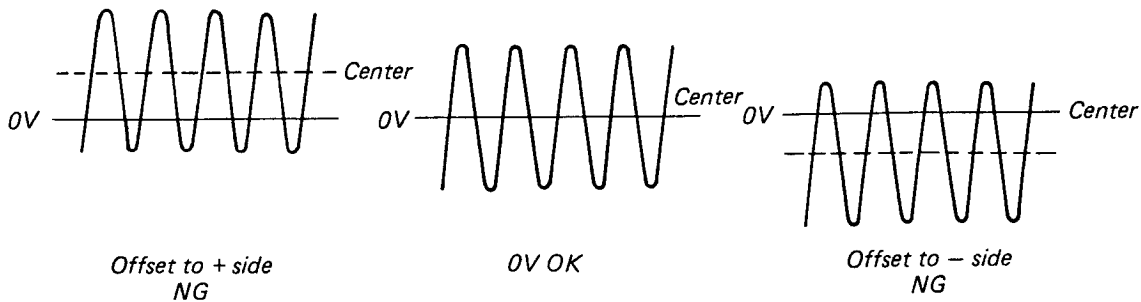 Center
0V
Offset to + side
NG
Center
0V
0V OK
0V
Center
Offset to − side
NG